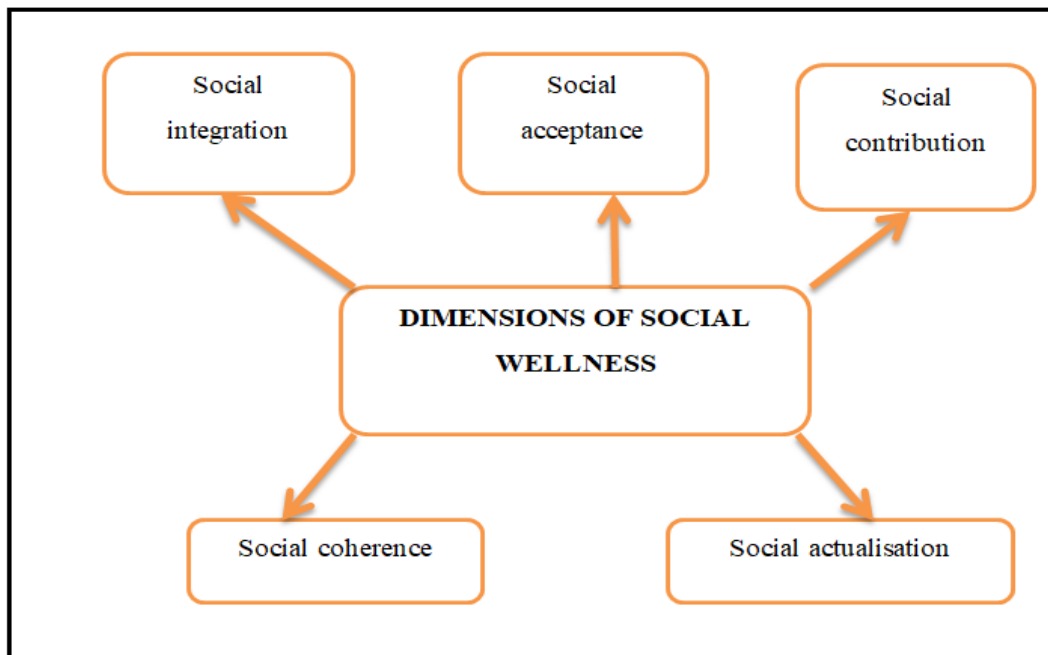 Social
integration
Social
acceptance
Social
contribution
DIMENSIONS OF SOCIAL
WELLNESS
Social coherence
Social actualisation